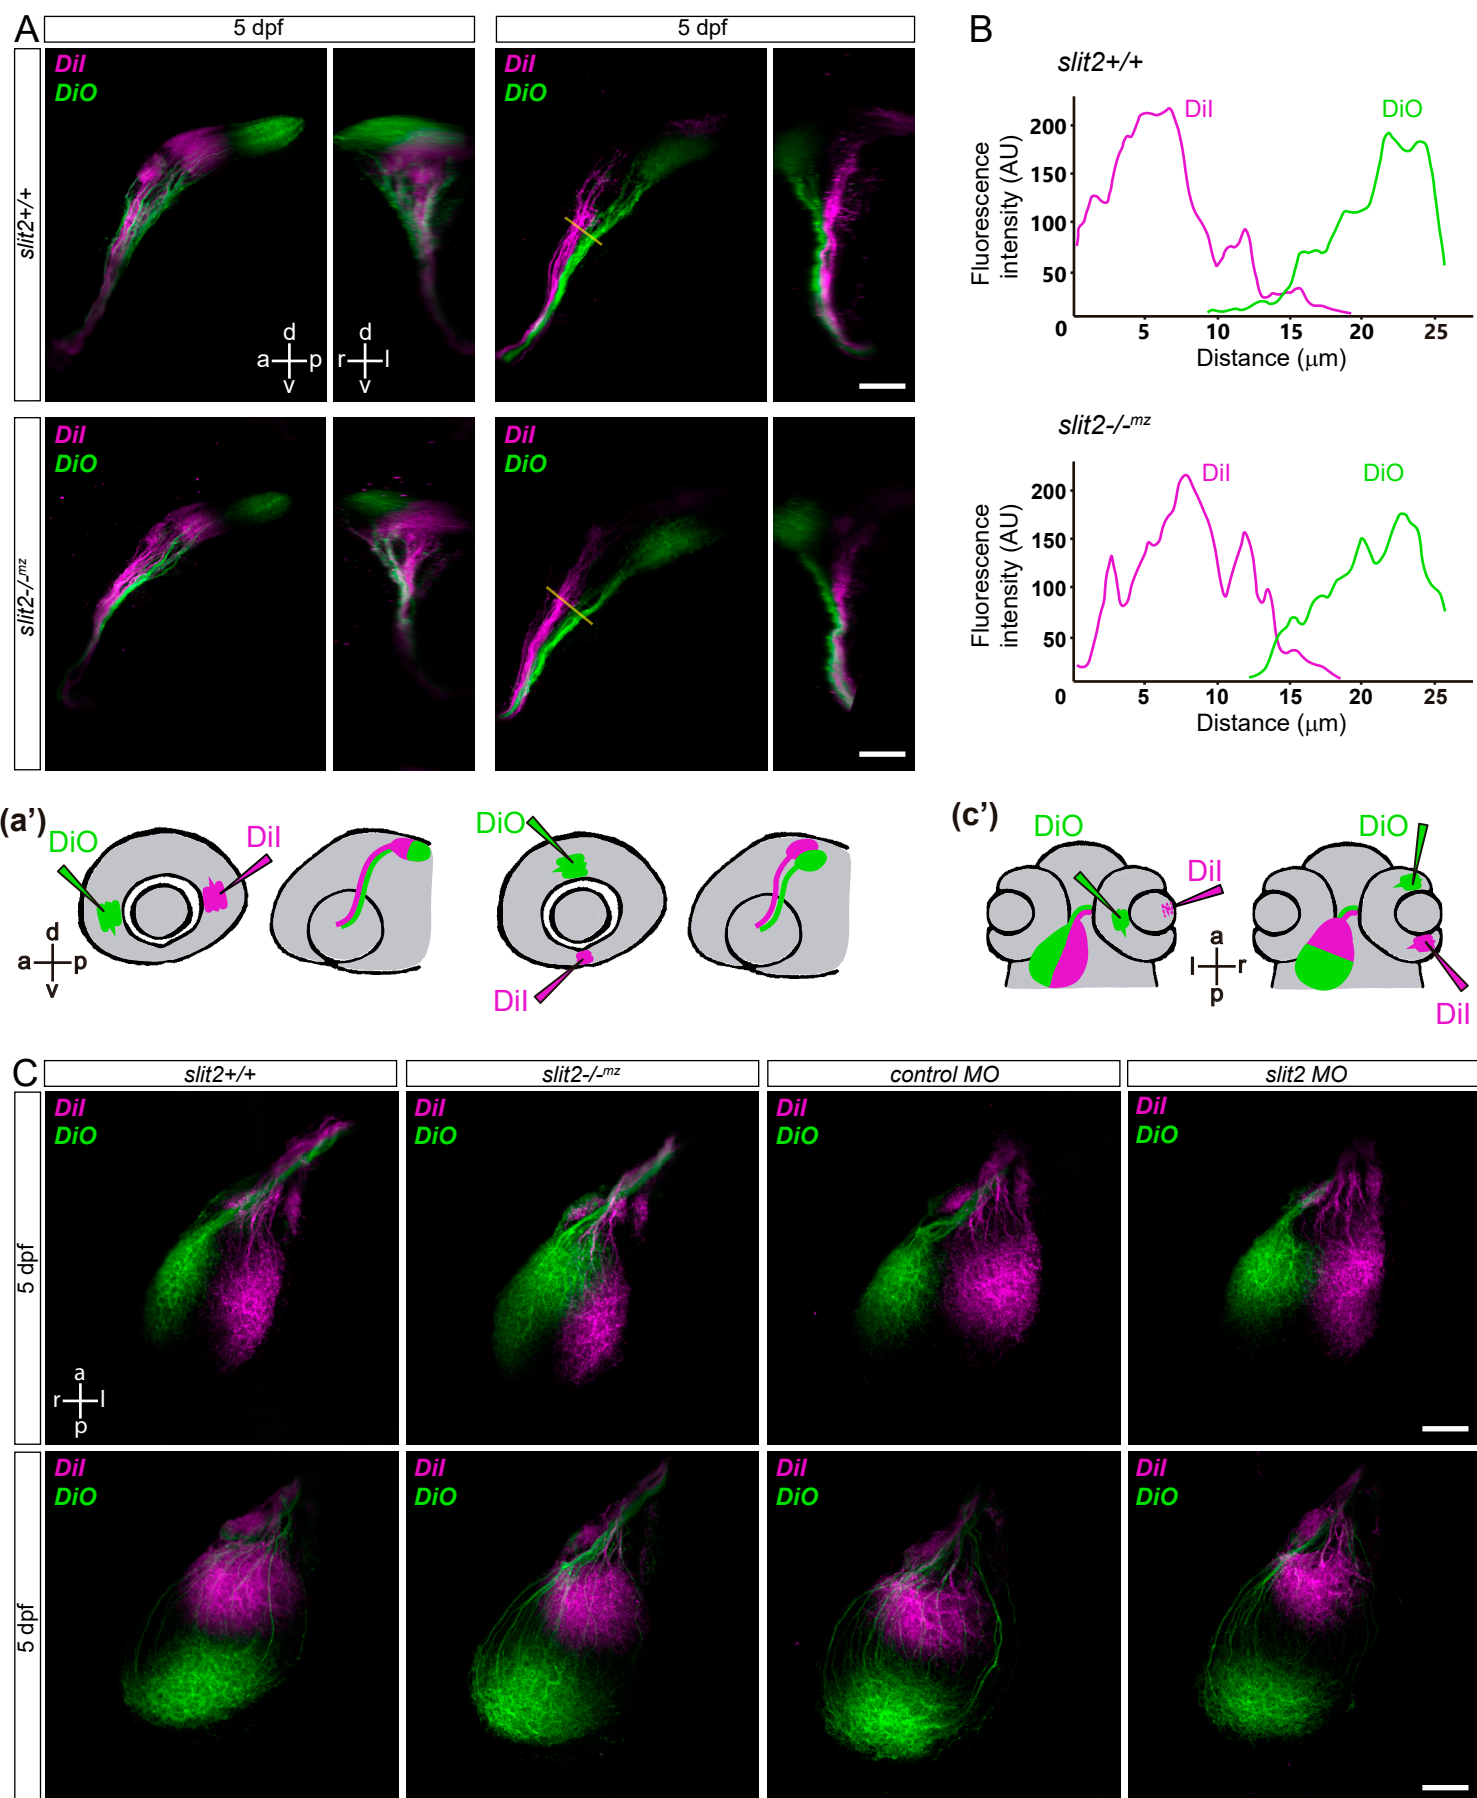 A
5 dpf
5 dpf
B
slit2+/+
DiI
DiO
d
a p
v
d
r l
v
DiI
DiO
slit2-/-mz
DiI
DiO
DiI
DiO
slit2+/+
DiI
DiO
Fluorescence
intensity (AU)
200
150
100
50
0
5
10
15
20
25
Distance (μm)
slit2-/-mz
DiI
DiO
Fluorescence
intensity (AU)
200
150
100
50
0
5
10
15
20
25
Distance (μm)
(a')
DiO
DiI
d
a p
v
DiO
DiI
(c')
DiO
DiI
a
l r
p
DiO
DiI
C
slit2+/+
slit2-/-mz
control MO
slit2 MO
5 dpf
DiI
DiO
a
r l
p
DiI
DiO
DiI
DiO
DiI
DiO
5 dpf
DiI
DiO
DiI
DiO
DiI
DiO
DiI
DiO